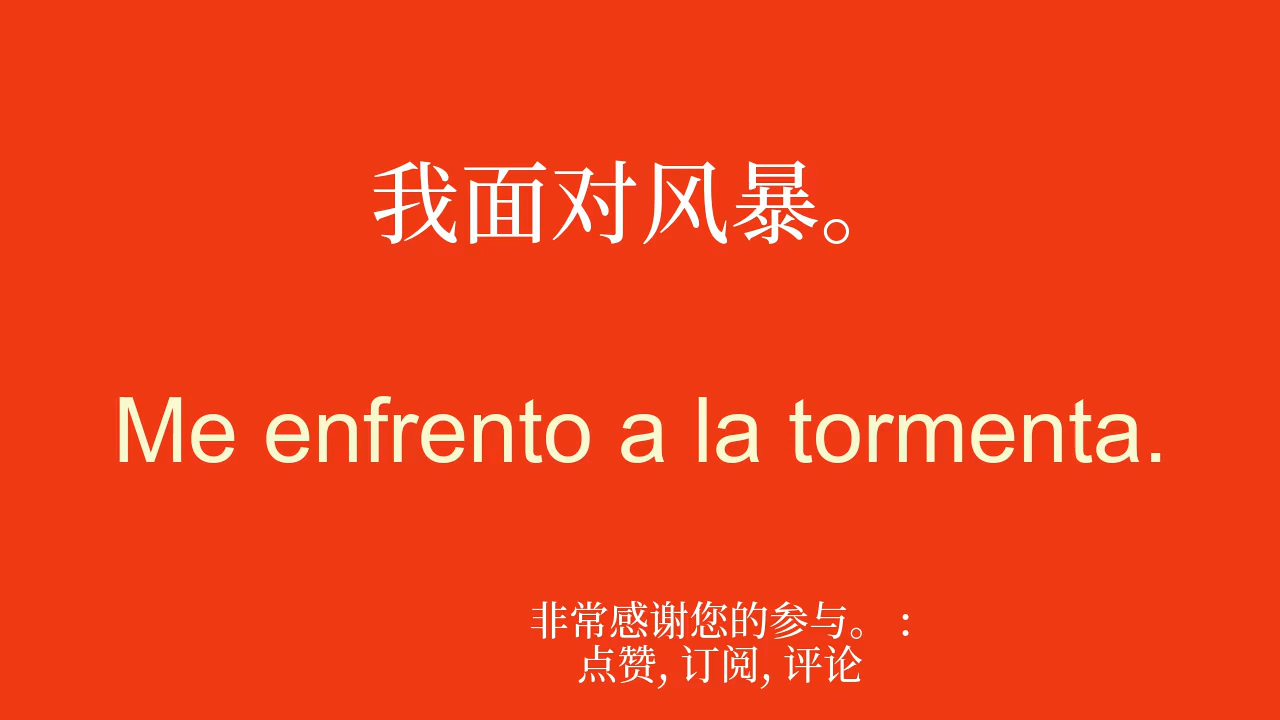 我面对风暴。
Me enfrento a la tormenta.
非常感谢您的参与。 :
点赞, 订阅, 评论